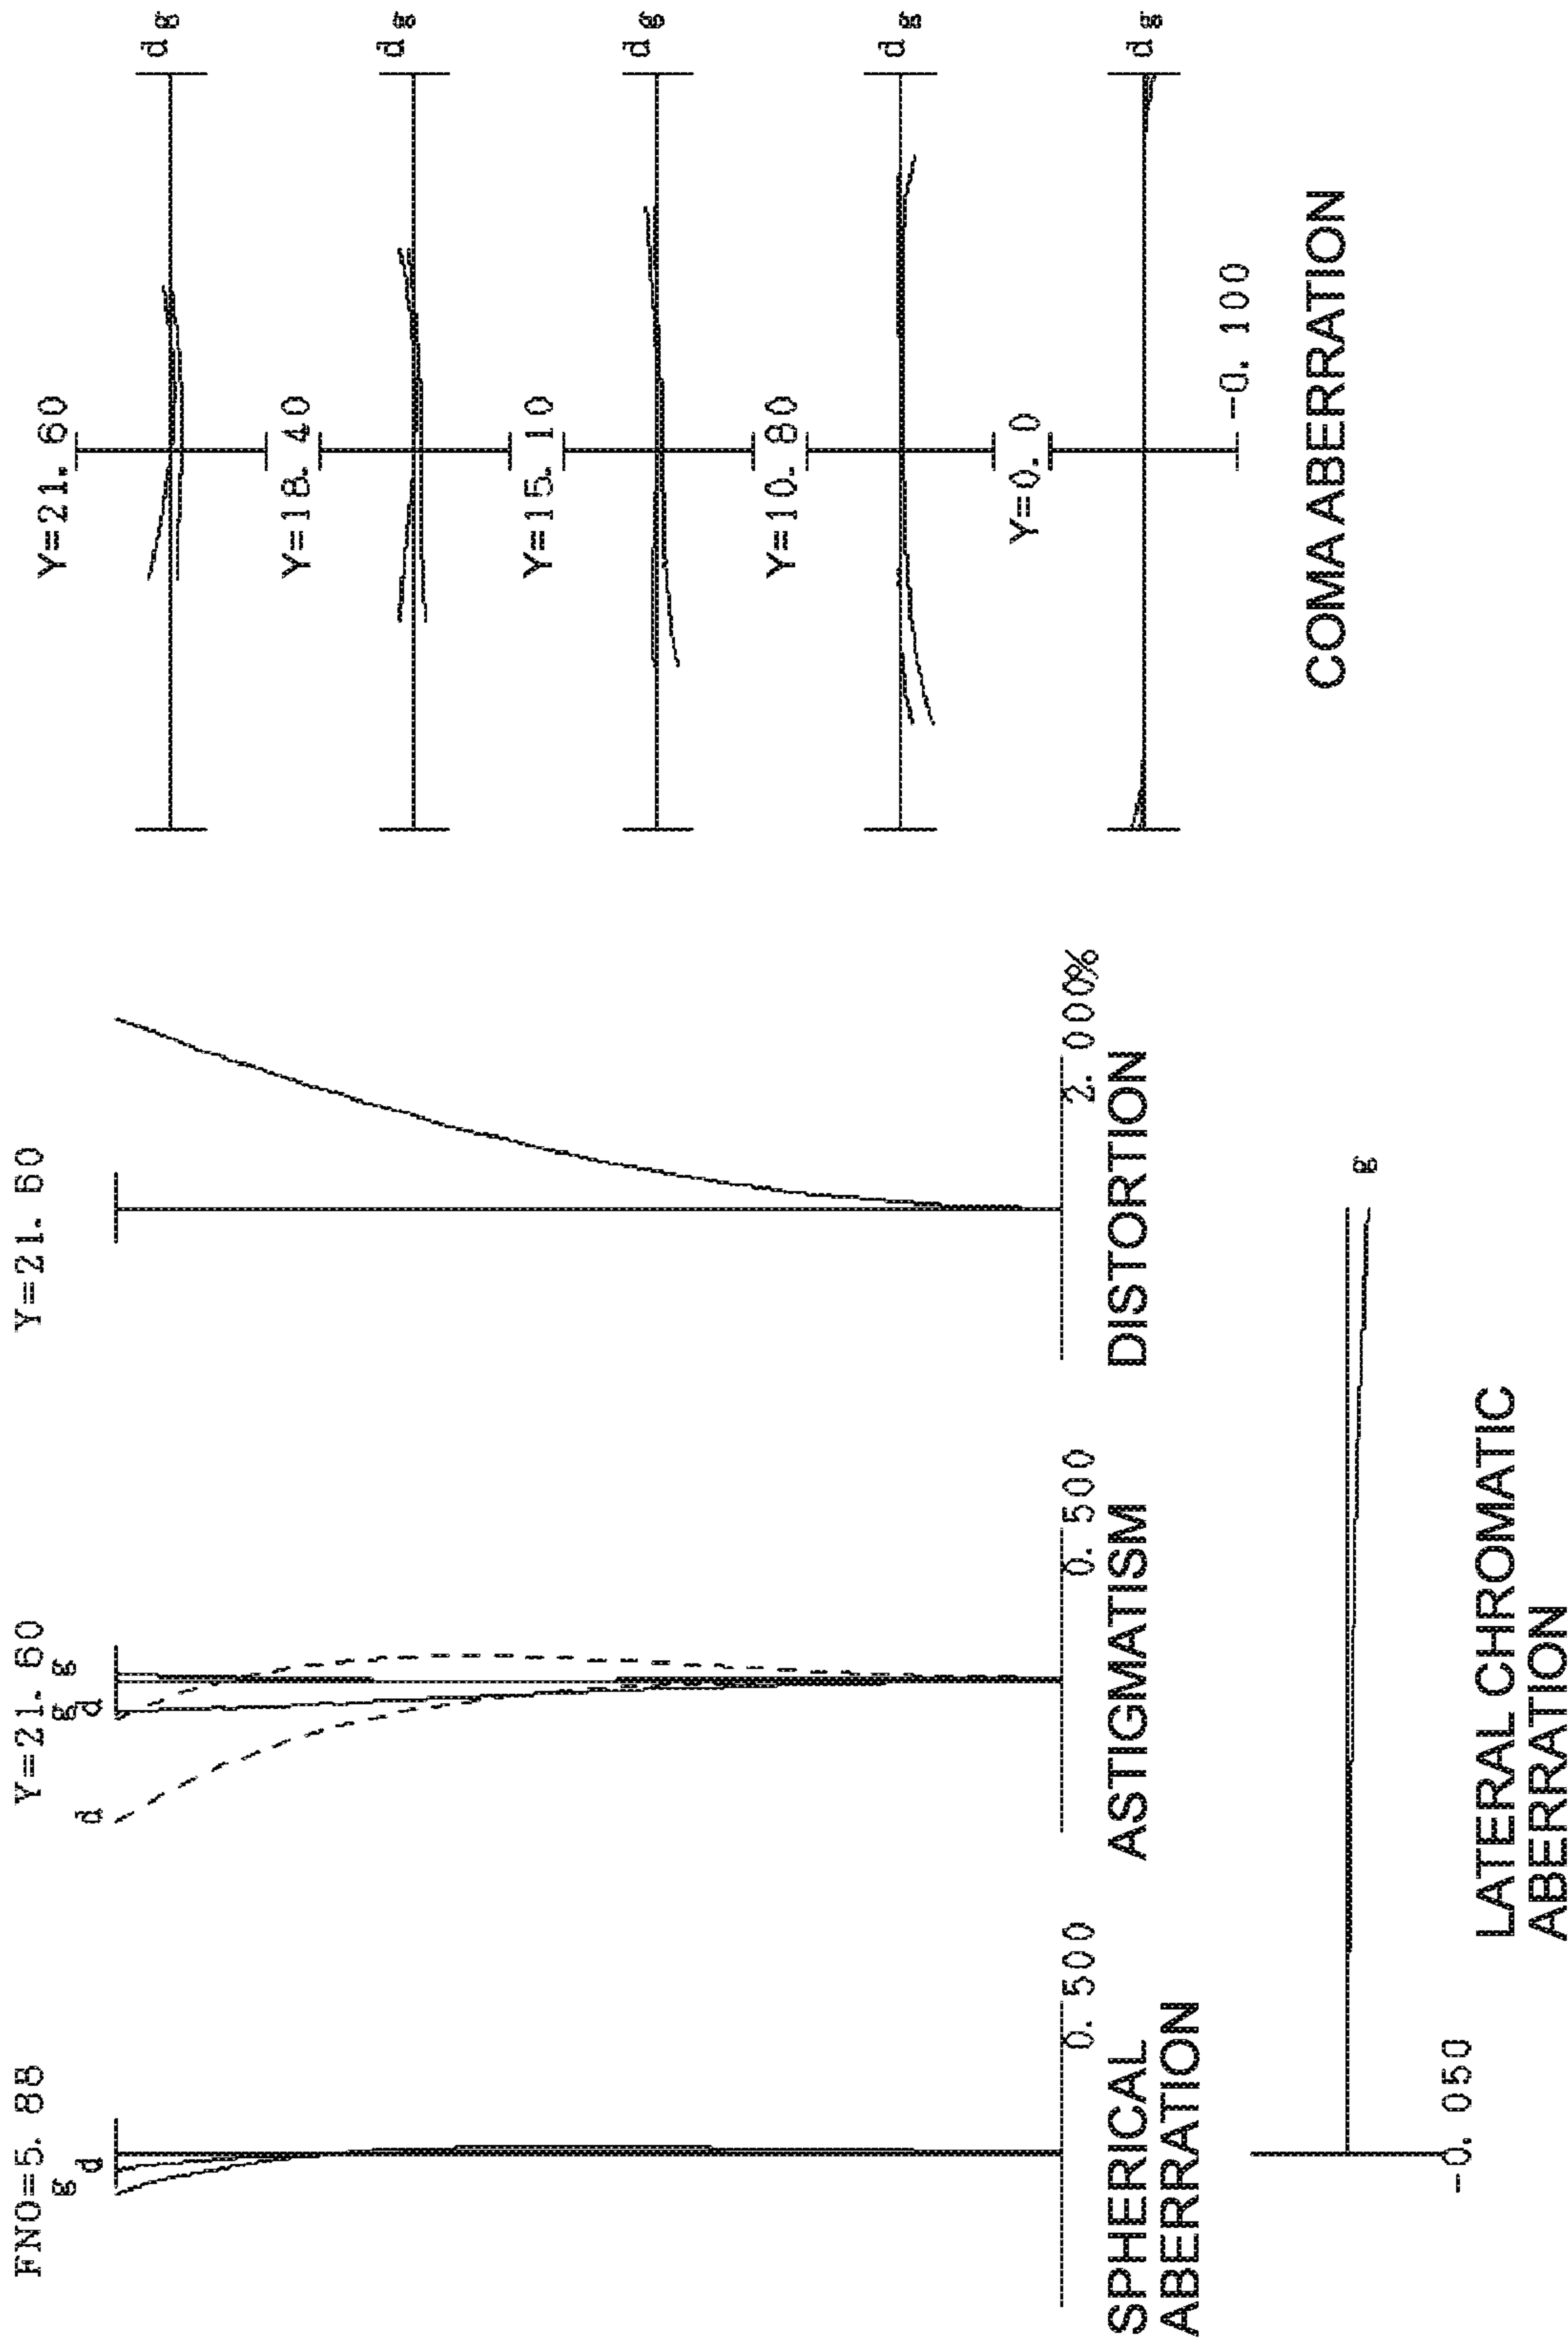 FNO=5. 88
g
d
0. 500
SPHERICAL
ABERRATION
Y=21. 60
d
g
d
g
0. 500
ASTIGMATISM
Y=21. 60
2. 000%
DISTORTION
-0. 050
g
LATERAL CHROMATIC
ABERRATION
Y=21. 60
d
g
Y=18. 40
d
g
Y=15. 10
d
g
Y=10. 80
d
g
Y=0. 0
d
g
-0. 100
COMA ABERRATION